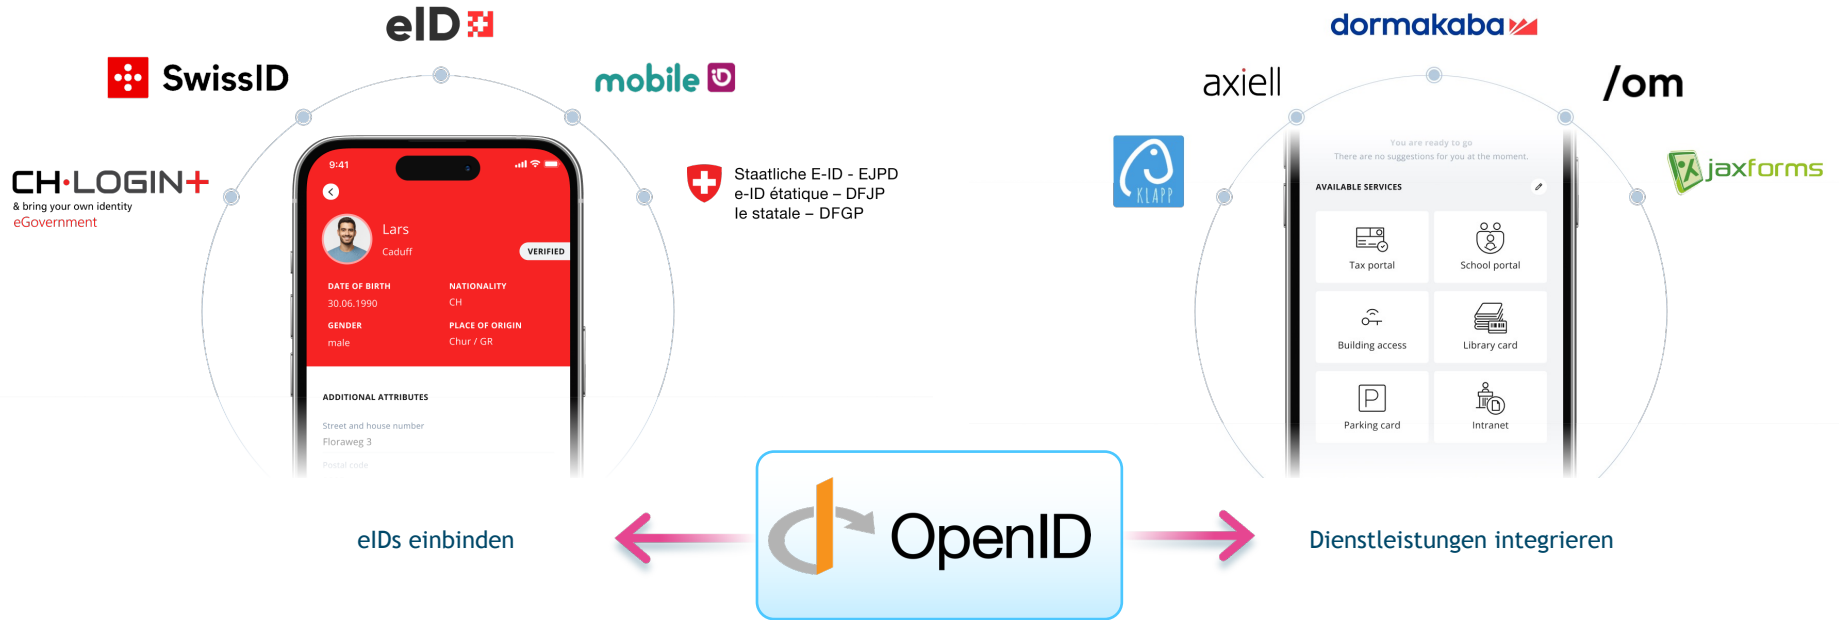 eID
SwissID
mobile ID
CH·LOGIN+
& bring your own identity
eGovernment
Staatliche E-ID - EJPD
e-ID étatique – DFJP
Ie statale – DFGP
9:41
Lars
Caduff
VERIFIED
DATE OF BIRTH
NATIONALITY
30.06.1990
CH
GENDER
PLACE OF ORIGIN
male
Chur / GR
ADDITIONAL ATTRIBUTES
Street and house number
Floraweg 3
Postal code
eIDs einbinden
OpenID
dormakaba
axiell
/om
KLAPP
jaxforms
You are ready to go
There are no suggestions for you at the moment.
AVAILABLE SERVICES
Tax portal
School portal
Building access
Library card
P
Parking card
Intranet
Dienstleistungen integrieren